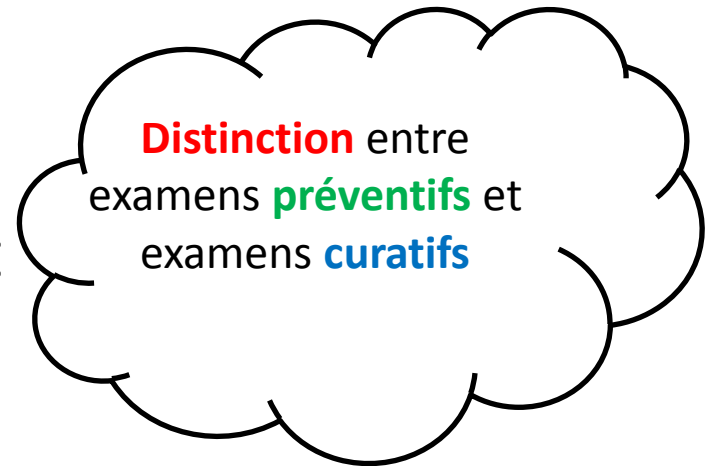 Distinction entre
examens préventifs et
examens curatifs